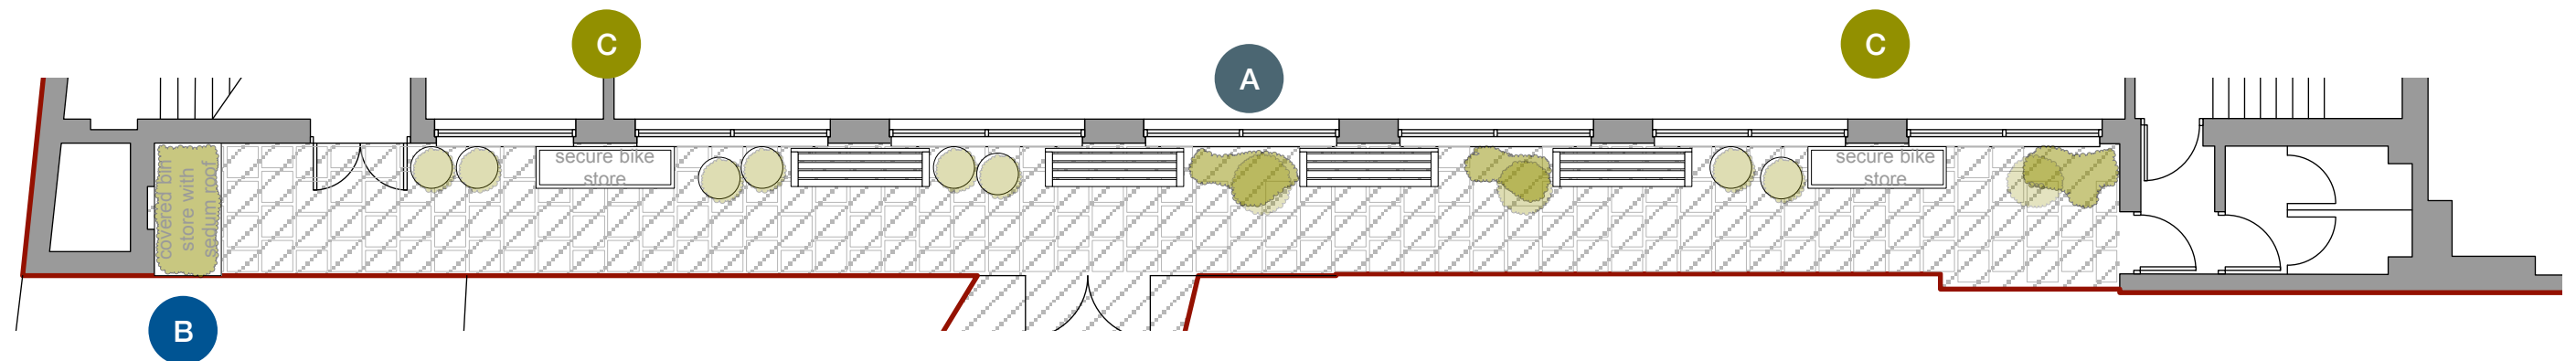 C
C
A
secure bike
store
secure bike
store
covered bin
store with
sedum roof
B